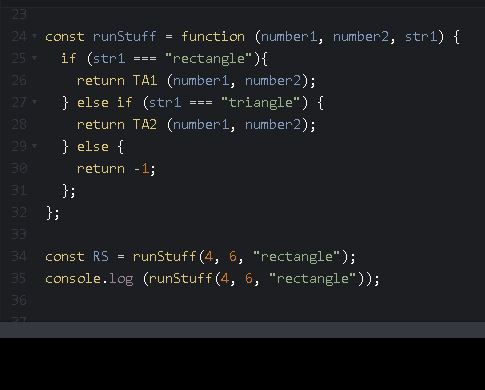 23
24 const runStuff = function (number1, number2, str1) {
25 if (str1 === "rectangle"){
26 return TA1 (number1, number2);
27 } else if (str1 === "triangle") {
28 return TA2 (number1, number2);
29 } else {
30 return -1;
31 };
32 };
33
34 const RS = runStuff(4, 6, "rectangle");
35 console.log (runStuff(4, 6, "rectangle"));
36
37